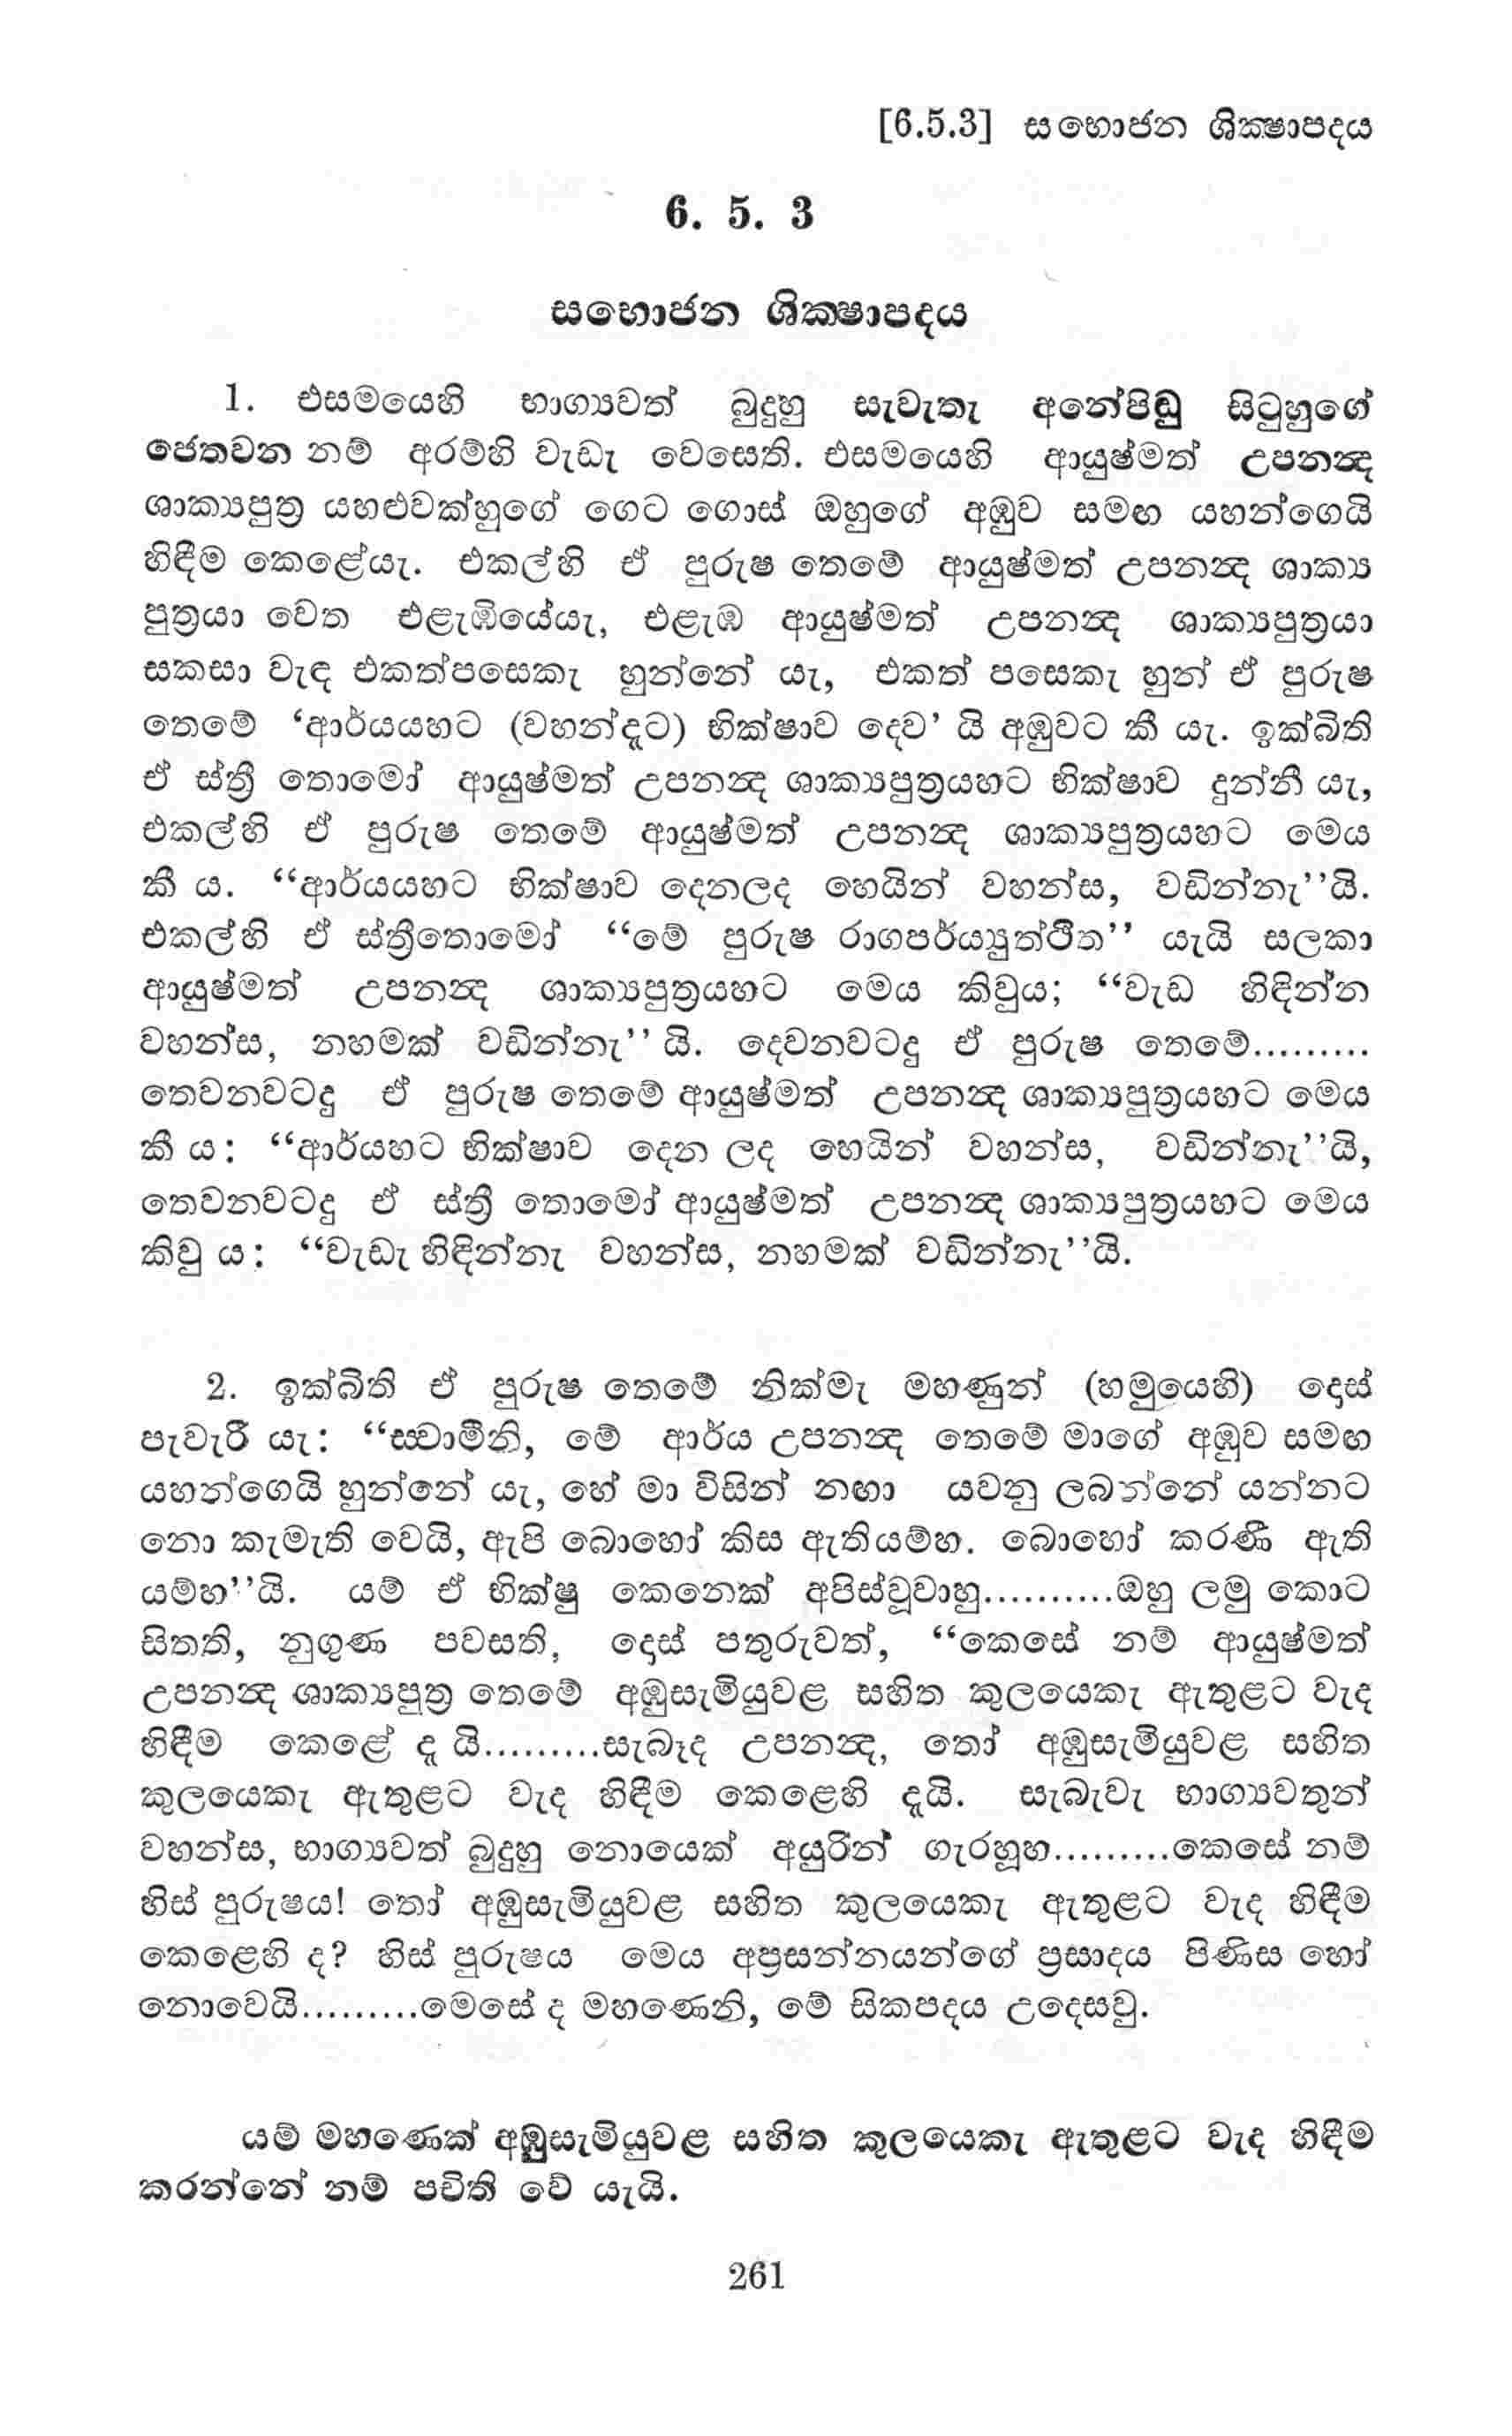 [6.5.3] සභොජන ශික්‍ෂාපදය
6. 5. 3
සභොජන ශික්‍ෂාපදය
1. එසමයෙහි භාග්‍යවත් බුදුහු සැවැතැ අනේපිඬු සිටුහුගේ
ජෙතවන නම් අරම්හි වැඩැ වෙසෙති. එසමයෙහි ආයුෂ්මත් උපනන්‍ද
ශාක්‍යපුත්‍ර යහළුවක්හුගේ ගෙට ගොස් ඔහුගේ අඹුව සමඟ යහන්ගෙයි
හිඳීම කෙළේයැ. එකල්හි ඒ පුරුෂ තෙමේ ආයුෂ්මත් උපනන්‍ද ශාක්‍ය
පුත්‍රයා වෙත එළැඹියේයැ, එළැඹ ආයුෂ්මත් උපනන්‍ද ශාක්‍යපුත්‍රයා
සකසා වැඳ එකත්පසෙකැ හුන්නේ යැ, එකත් පසෙකැ හුන් ඒ පුරුෂ
තෙමේ ‘ආර්යයහට (වහන්දෑට) භික්ෂාව දෙව’ යි අඹුවට කී යැ. ඉක්බිති
ඒ ස්ත්‍රී තොමෝ ආයුෂ්මත් උපනන්‍ද ශාක්‍යපුත්‍රයහට භික්ෂාව දුන්නී යැ,
එකල්හි ඒ පුරුෂ තෙමේ ආයුෂ්මත් උපනන්‍ද ශාක්‍යපුත්‍රයහට මෙය
කී ය. “ආර්යයහට භික්ෂාව දෙනලද හෙයින් වහන්ස, වඩින්නැ’’යි.
එකල්හි ඒ ස්ත්‍රීතොමෝ “මේ පුරුෂ රාගපර්ය්‍යුත්ථිත’’ යැයි සලකා
ආයුෂ්මත් උපනන්‍ද ශාක්‍යපුත්‍රයහට මෙය කිවුය; “වැඩ හිඳින්න
වහන්ස, නහමක් වඩින්නැ’’ යි. දෙවනවටදු ඒ පුරුෂ තෙමේ.........
තෙවනවටදු ඒ පුරුෂ තෙමේ ආයුෂ්මත් උපනන්‍ද ශාක්‍යපුත්‍රයහට මෙය
කී ය: “ආර්යහට භික්ෂාව දෙන ලද හෙයින් වහන්ස, වඩින්නැ’’යි,
තෙවනවටදු ඒ ස්ත්‍රී තොමෝ ආයුෂ්මත් උපනන්‍ද ශාක්‍යපුත්‍රයහට මෙය
කිවු ය: “වැඩැ හිඳින්නැ වහන්ස, නහමක් වඩින්නැ’’යි.
2. ඉක්බිති ඒ පුරුෂ තෙමේ නික්මැ මහණුන් (හමුයෙහි) දොස්
පැවැරී යැ: “ස්‍වාමීනි, මේ ආර්ය උපනන්‍ද තෙමේ මාගේ අඹුව සමඟ
යහන්ගෙයි හුන්නේ යැ, හේ මා විසින් නඟා යවනු ලබන්නේ යන්නට
නො කැමැති වෙයි, ඇපි බොහෝ කිස ඇතියම්හ. බොහෝ කරණී ඇති
යම්හ’’යි. යම් ඒ භික්ෂු කෙනෙක් අපිස්වූවාහු..........ඔහු ලමු කොට
සිතති, නුගුණ පවසති, දොස් පතුරුවත්, “කෙසේ නම් ආයුෂ්මත්
උපනන්‍ද ශාක්‍යපුත්‍ර තෙමේ අඹුසැමියුවළ සහිත කුලයෙකැ ඇතුළට වැද
හිඳීම කෙළේ දෑ යි.........සැබෑද උපනන්‍ද, තෝ අඹුසැමියුවළ සහිත
කුලයෙකැ ඇතුළට වැද හිඳීම කෙළෙහි දැයි. සැබැවැ භාග්‍යවතුන්
වහන්ස, භාග්‍යවත් බුදුහු නොයෙක් අයුරින් ගැරහූහ.........කෙසේ නම්
හිස් පුරුෂය! තෝ අඹුසැමියුවළ සහිත කුලයෙකැ ඇතුළට වැද හිඳීම
කෙළෙහි ද? හිස් පුරුෂය මෙය අප්‍රසන්නයන්ගේ ප්‍රසාදය පිණිස හෝ
නොවෙයි.........මෙසේ ද මහණෙනි, මේ සිකපදය උදෙසවු.
යම් මහණෙක් අඹුසැමියුවළ සහිත කුලයෙකැ ඇතුළට වැද හිඳීම
කරන්නේ නම් පචිති වේ යැයි.
261